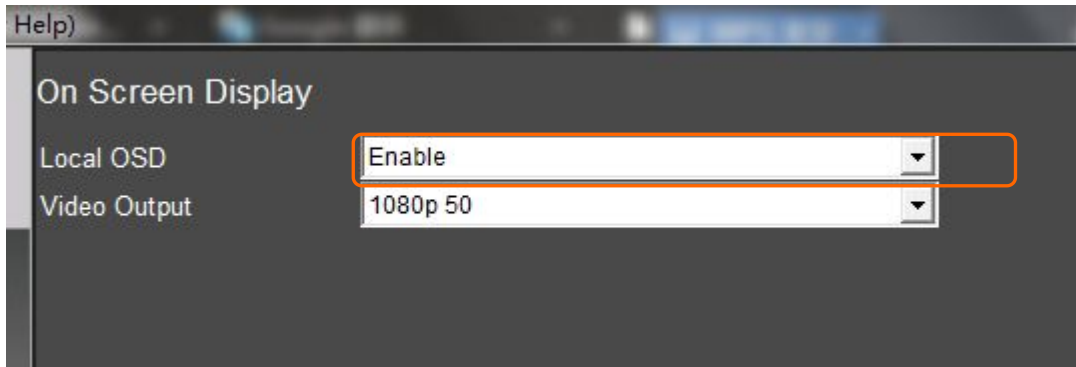 Help)
On Screen Display
Local OSD
Enable
Video Output
1080p 50